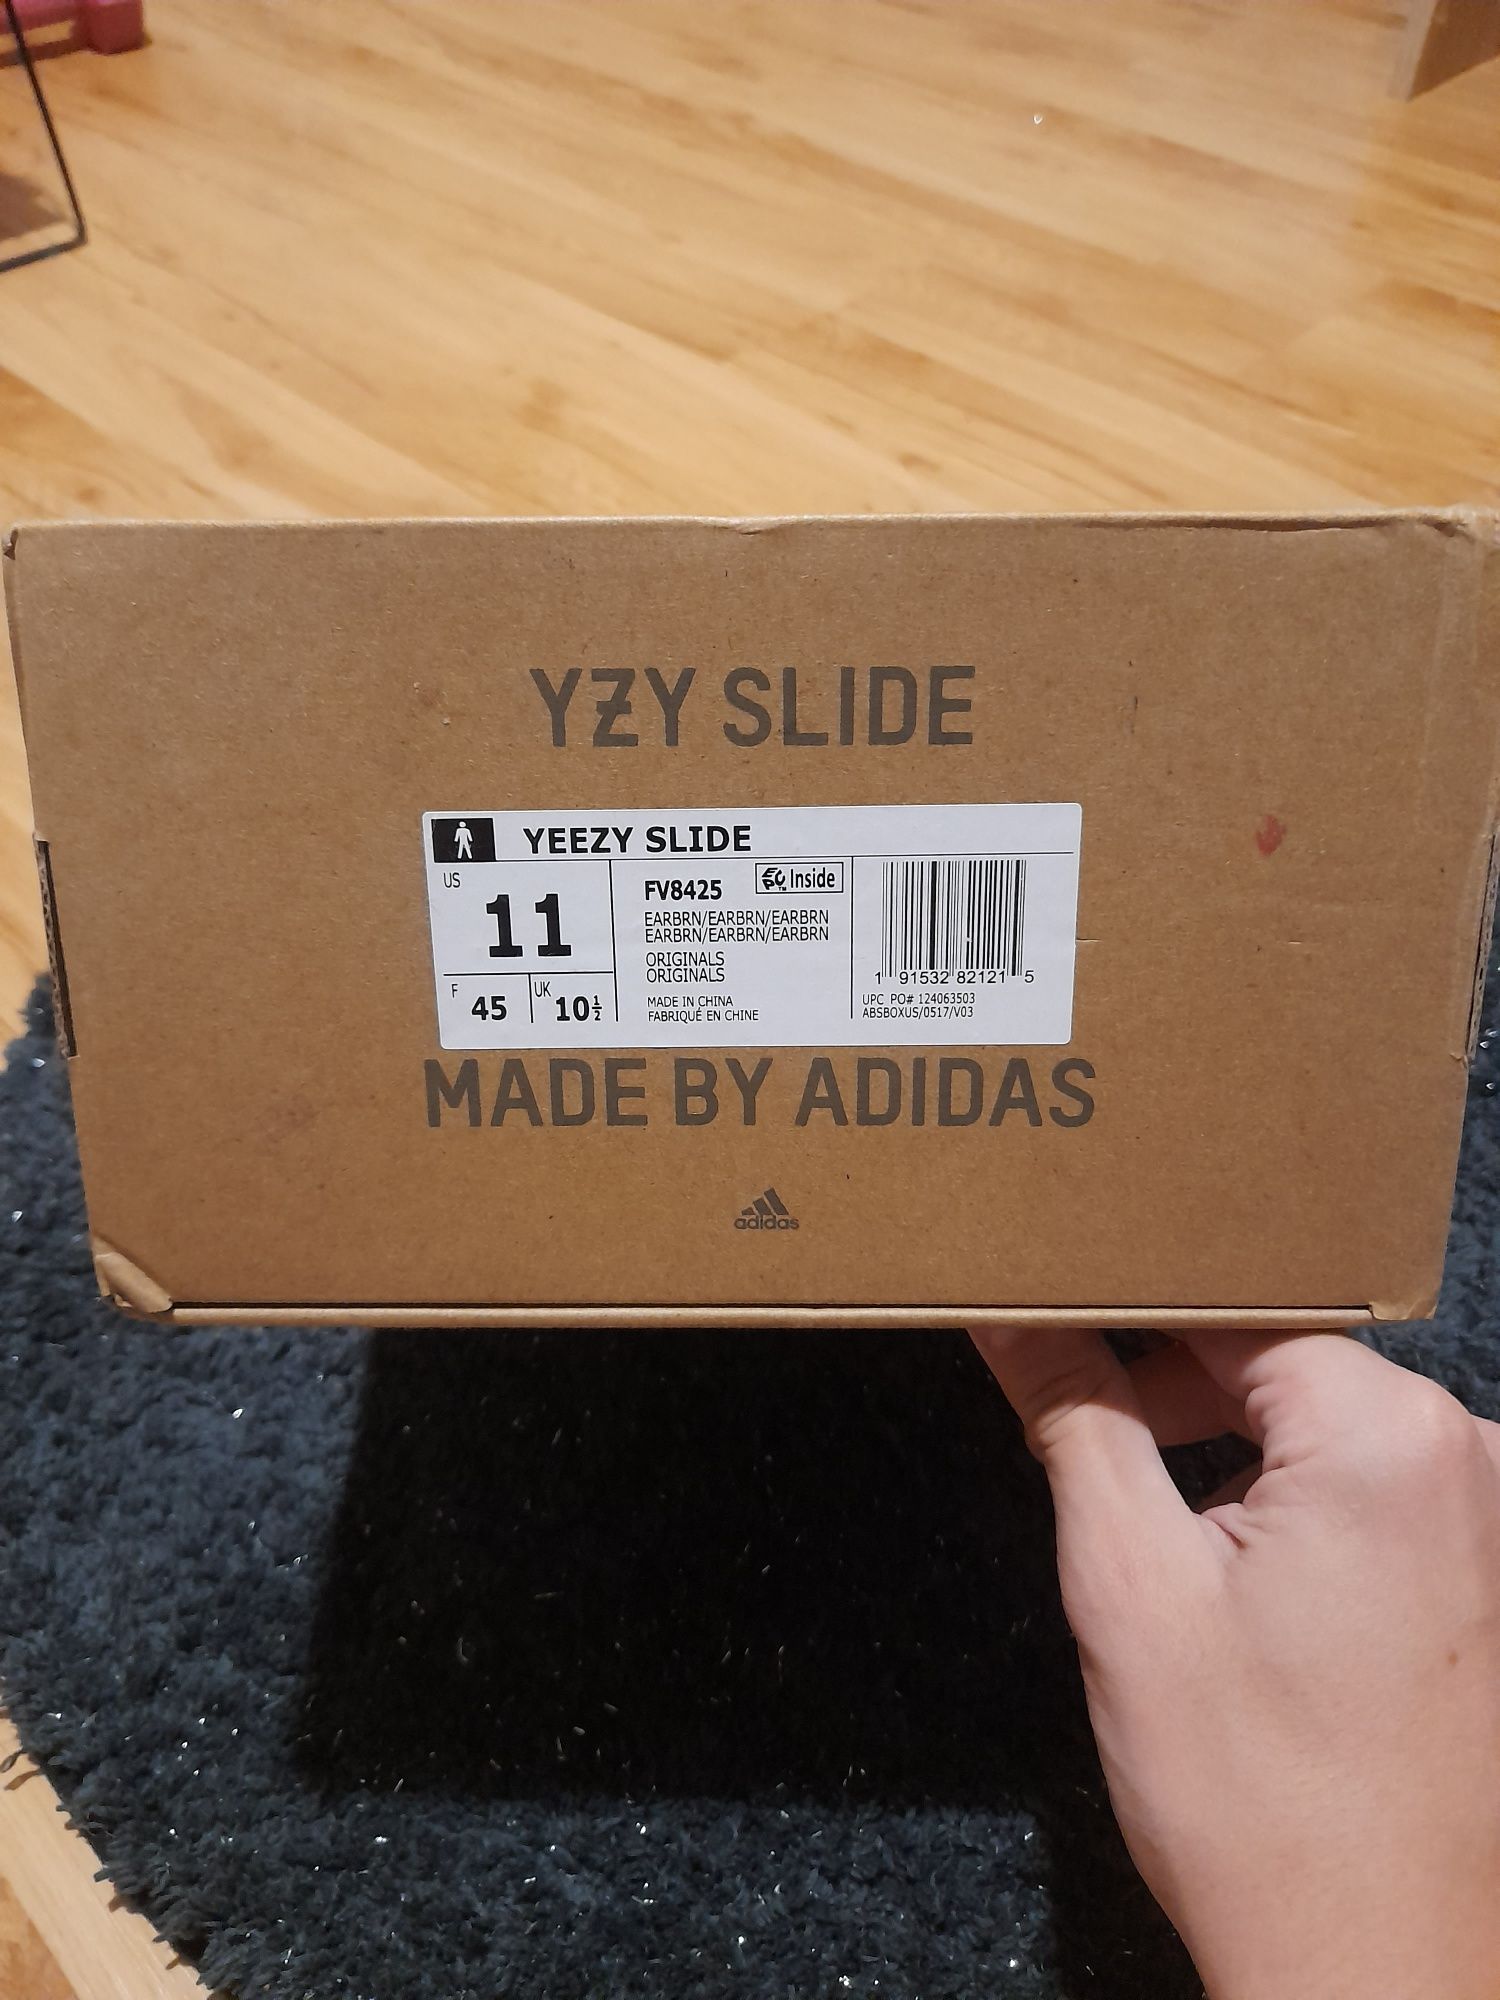 YZY SLIDE
YEEZY SLIDE
US
11
F
45
UK
10½
FV8425
EPC™ Inside
EARBRN/EARBRN/EARBRN
EARBRN/EARBRN/EARBRN
ORIGINALS
ORIGINALS
MADE IN CHINA
FABRIQUÉ EN CHINE
1 91532 82121 5
UPC PO# 124063503
ABSBOXUS/0517/V03
MADE BY ADIDAS
adidas